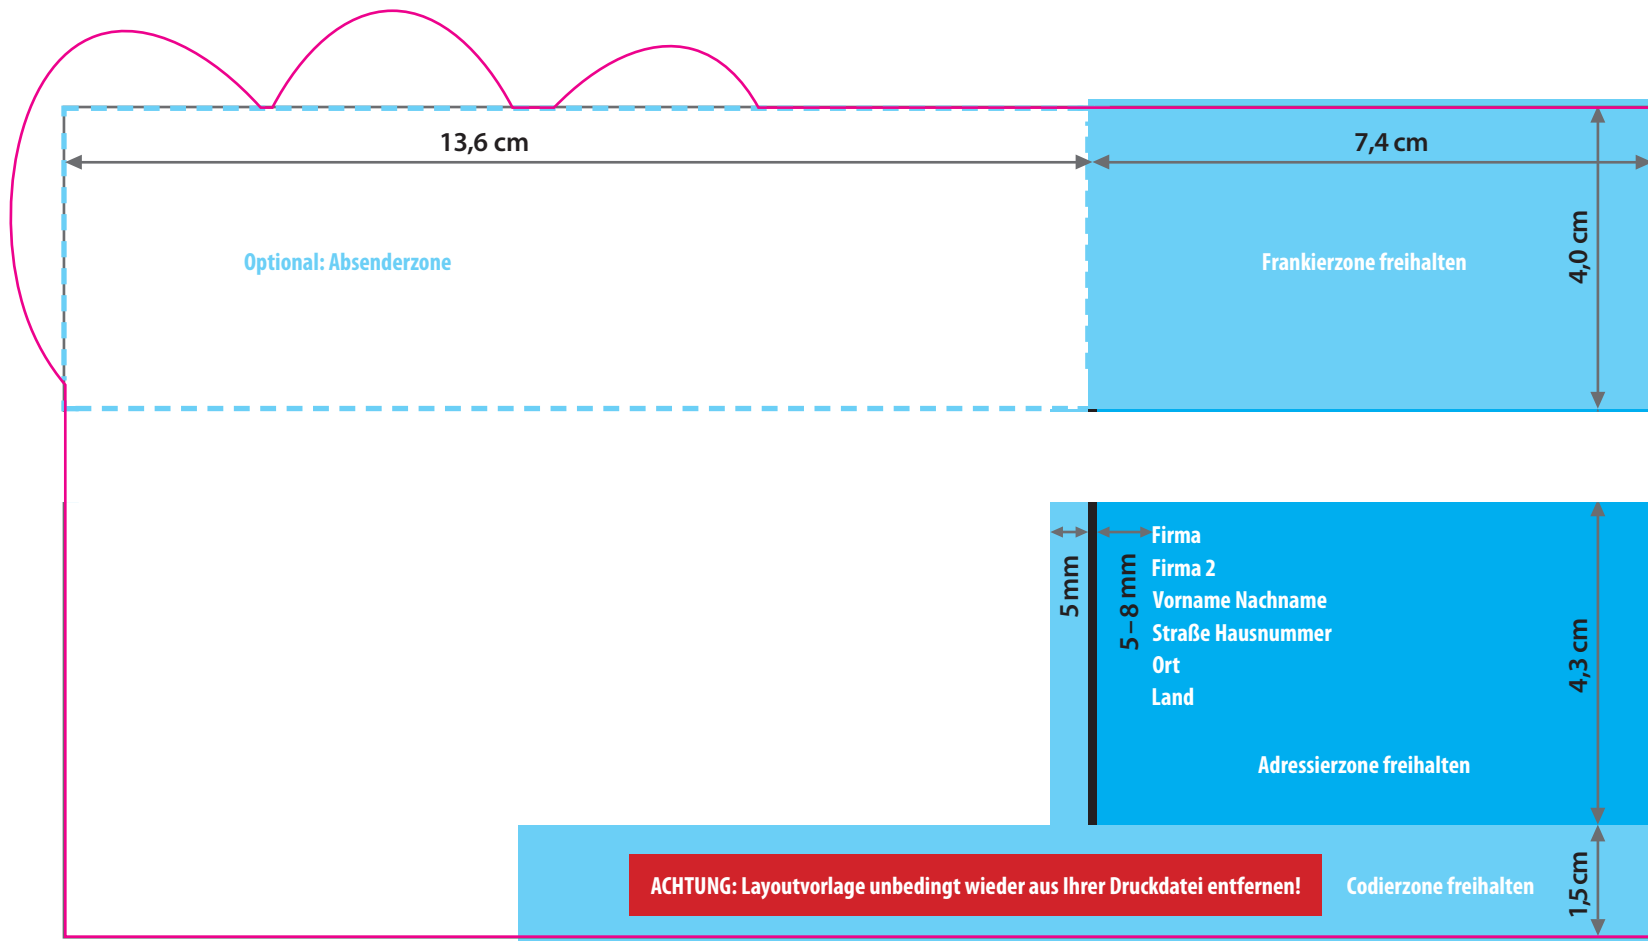 13,6 cm
7,4 cm
4,0 cm
Optional: Absenderzone
Frankierzone freihalten
5 mm
5 – 8 mm
Firma
Firma 2
Vorname Nachname
Straße Hausnummer
Ort
Land
4,3 cm
Adressierzone freihalten
ACHTUNG: Layoutvorlage unbedingt wieder aus Ihrer Druckdatei entfernen!
Codierzone freihalten
1,5 cm